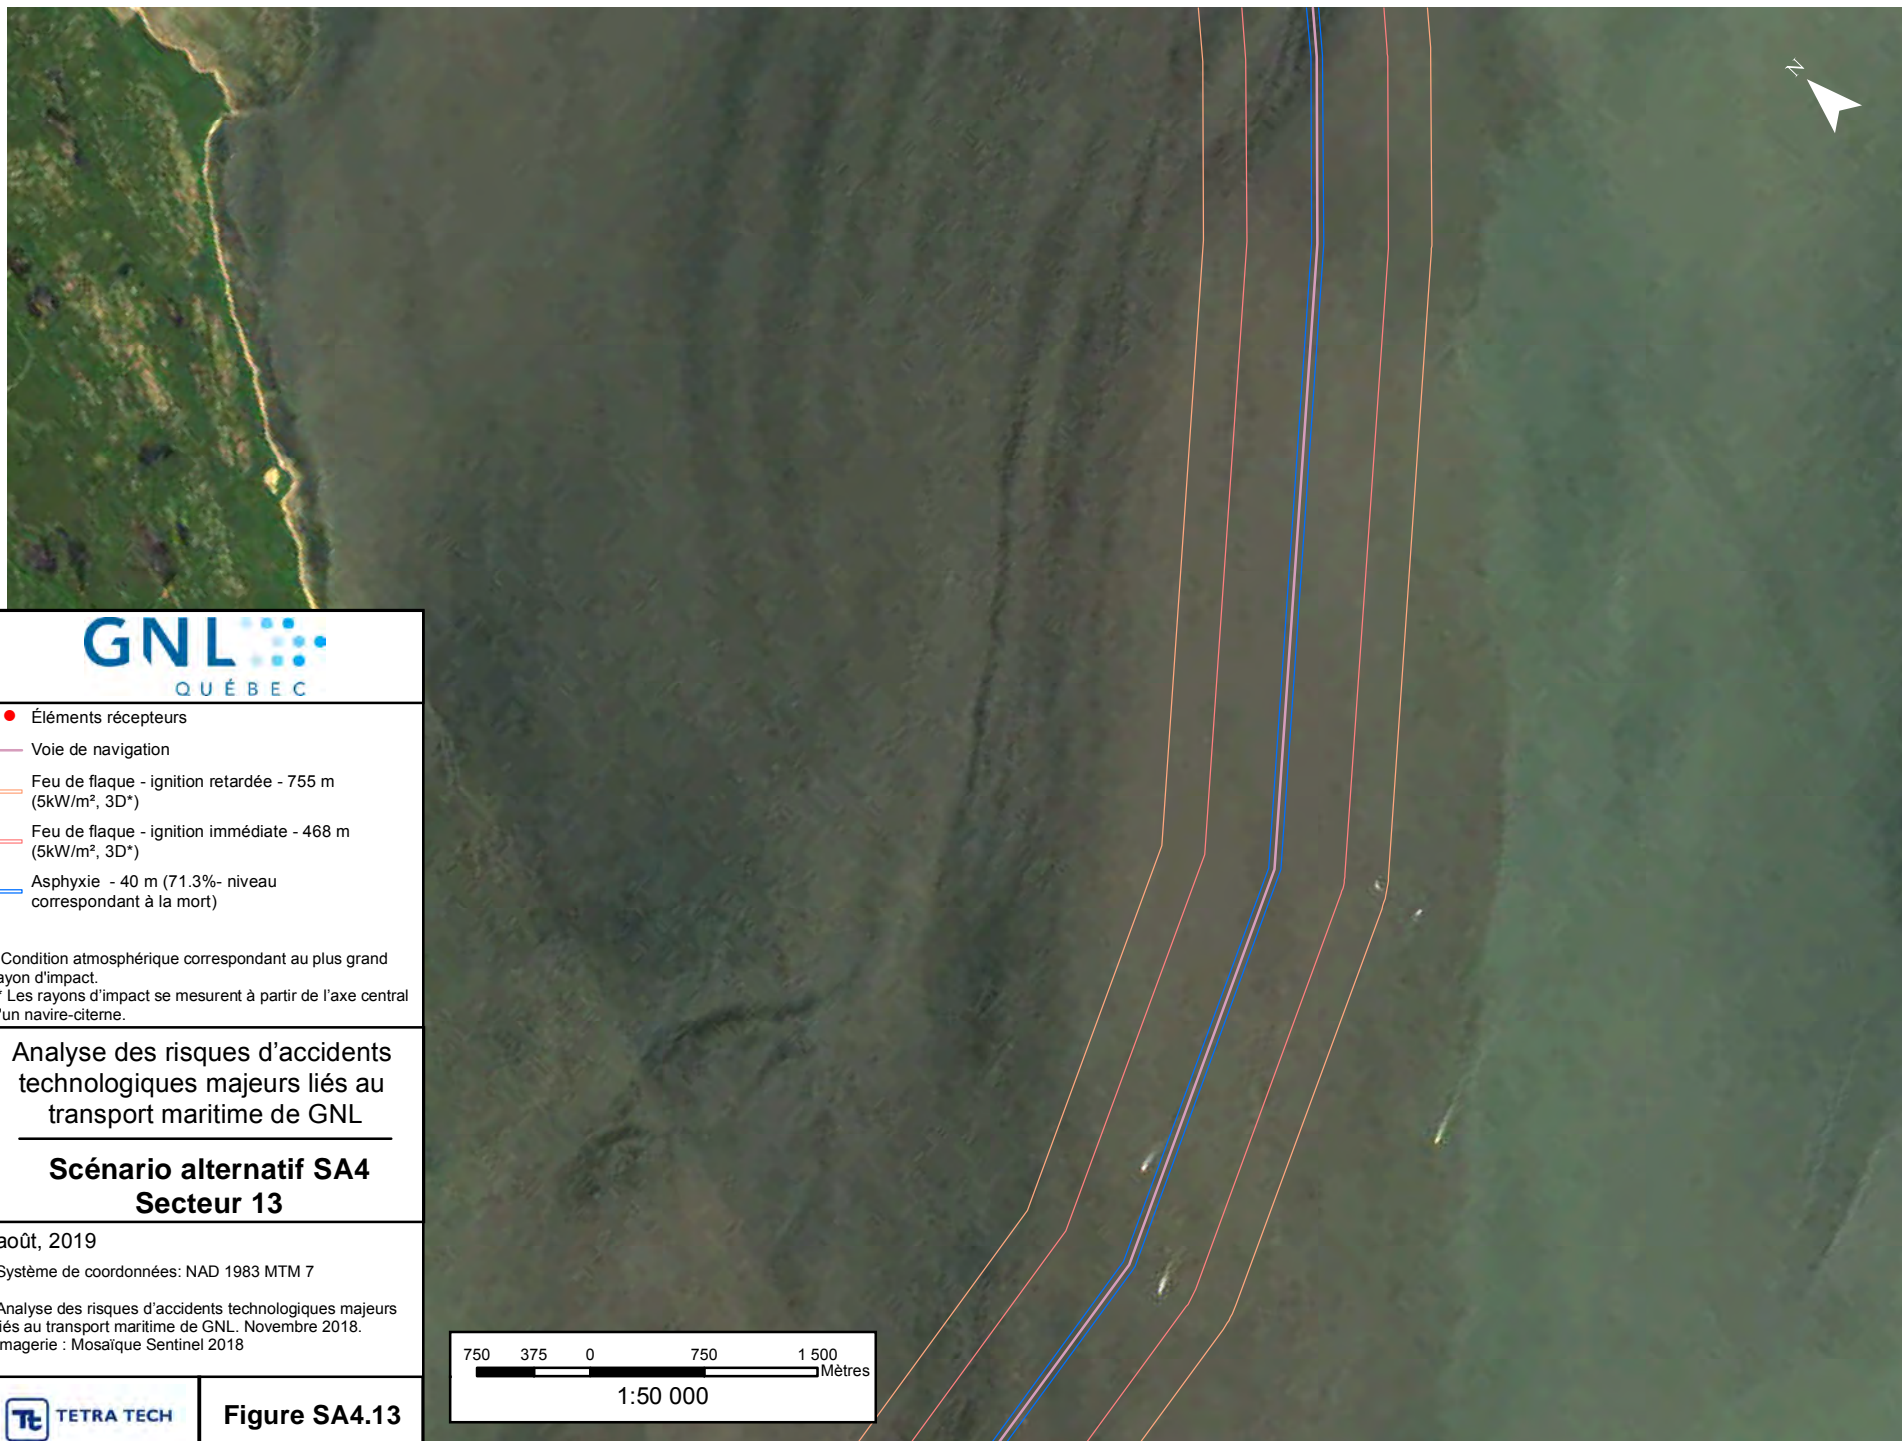 N
GNL
QUÉBEC
Éléments récepteurs
Voie de navigation
Feu de flaque - ignition retardée - 755 m
(5kW/m², 3D*)
Feu de flaque - ignition immédiate - 468 m
(5kW/m², 3D*)
Asphyxie - 40 m (71.3%- niveau
correspondant à la mort)
Condition atmosphérique correspondant au plus grand
ayon d'impact.
* Les rayons d’impact se mesurent à partir de l’axe central
'un navire-citerne.
Analyse des risques d’accidents
technologiques majeurs liés au
transport maritime de GNL
Scénario alternatif SA4
Secteur 13
août, 2019
Système de coordonnées: NAD 1983 MTM 7
Analyse des risques d’accidents technologiques majeurs
iés au transport maritime de GNL. Novembre 2018.
magerie : Mosaïque Sentinel 2018
750 375 0 750 1 500
Mètres
1:50 000
Tt TETRA TECH
Figure SA4.13